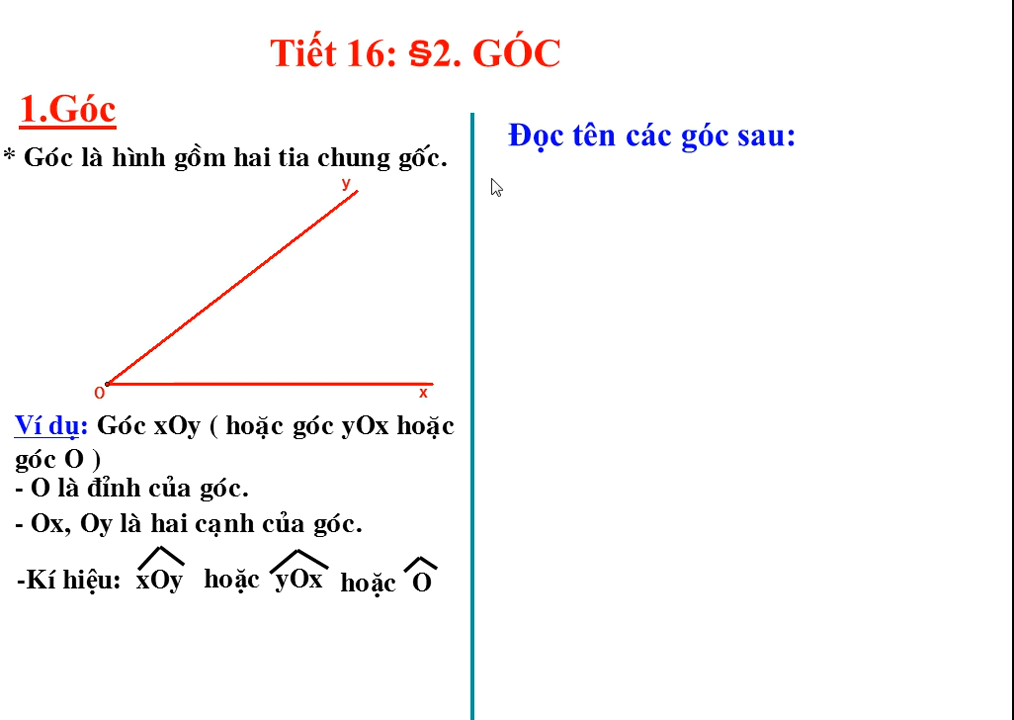 Tiết 16: §2. GÓC
1.Góc
* Góc là hình gồm hai tia chung gốc.
y
O
x
Ví dụ: Góc xOy ( hoặc góc yOx hoặc
góc O )
- O là đỉnh của góc.
- Ox, Oy là hai cạnh của góc.
-Kí hiệu: xOy hoặc yOx hoặc O
Đọc tên các góc sau: